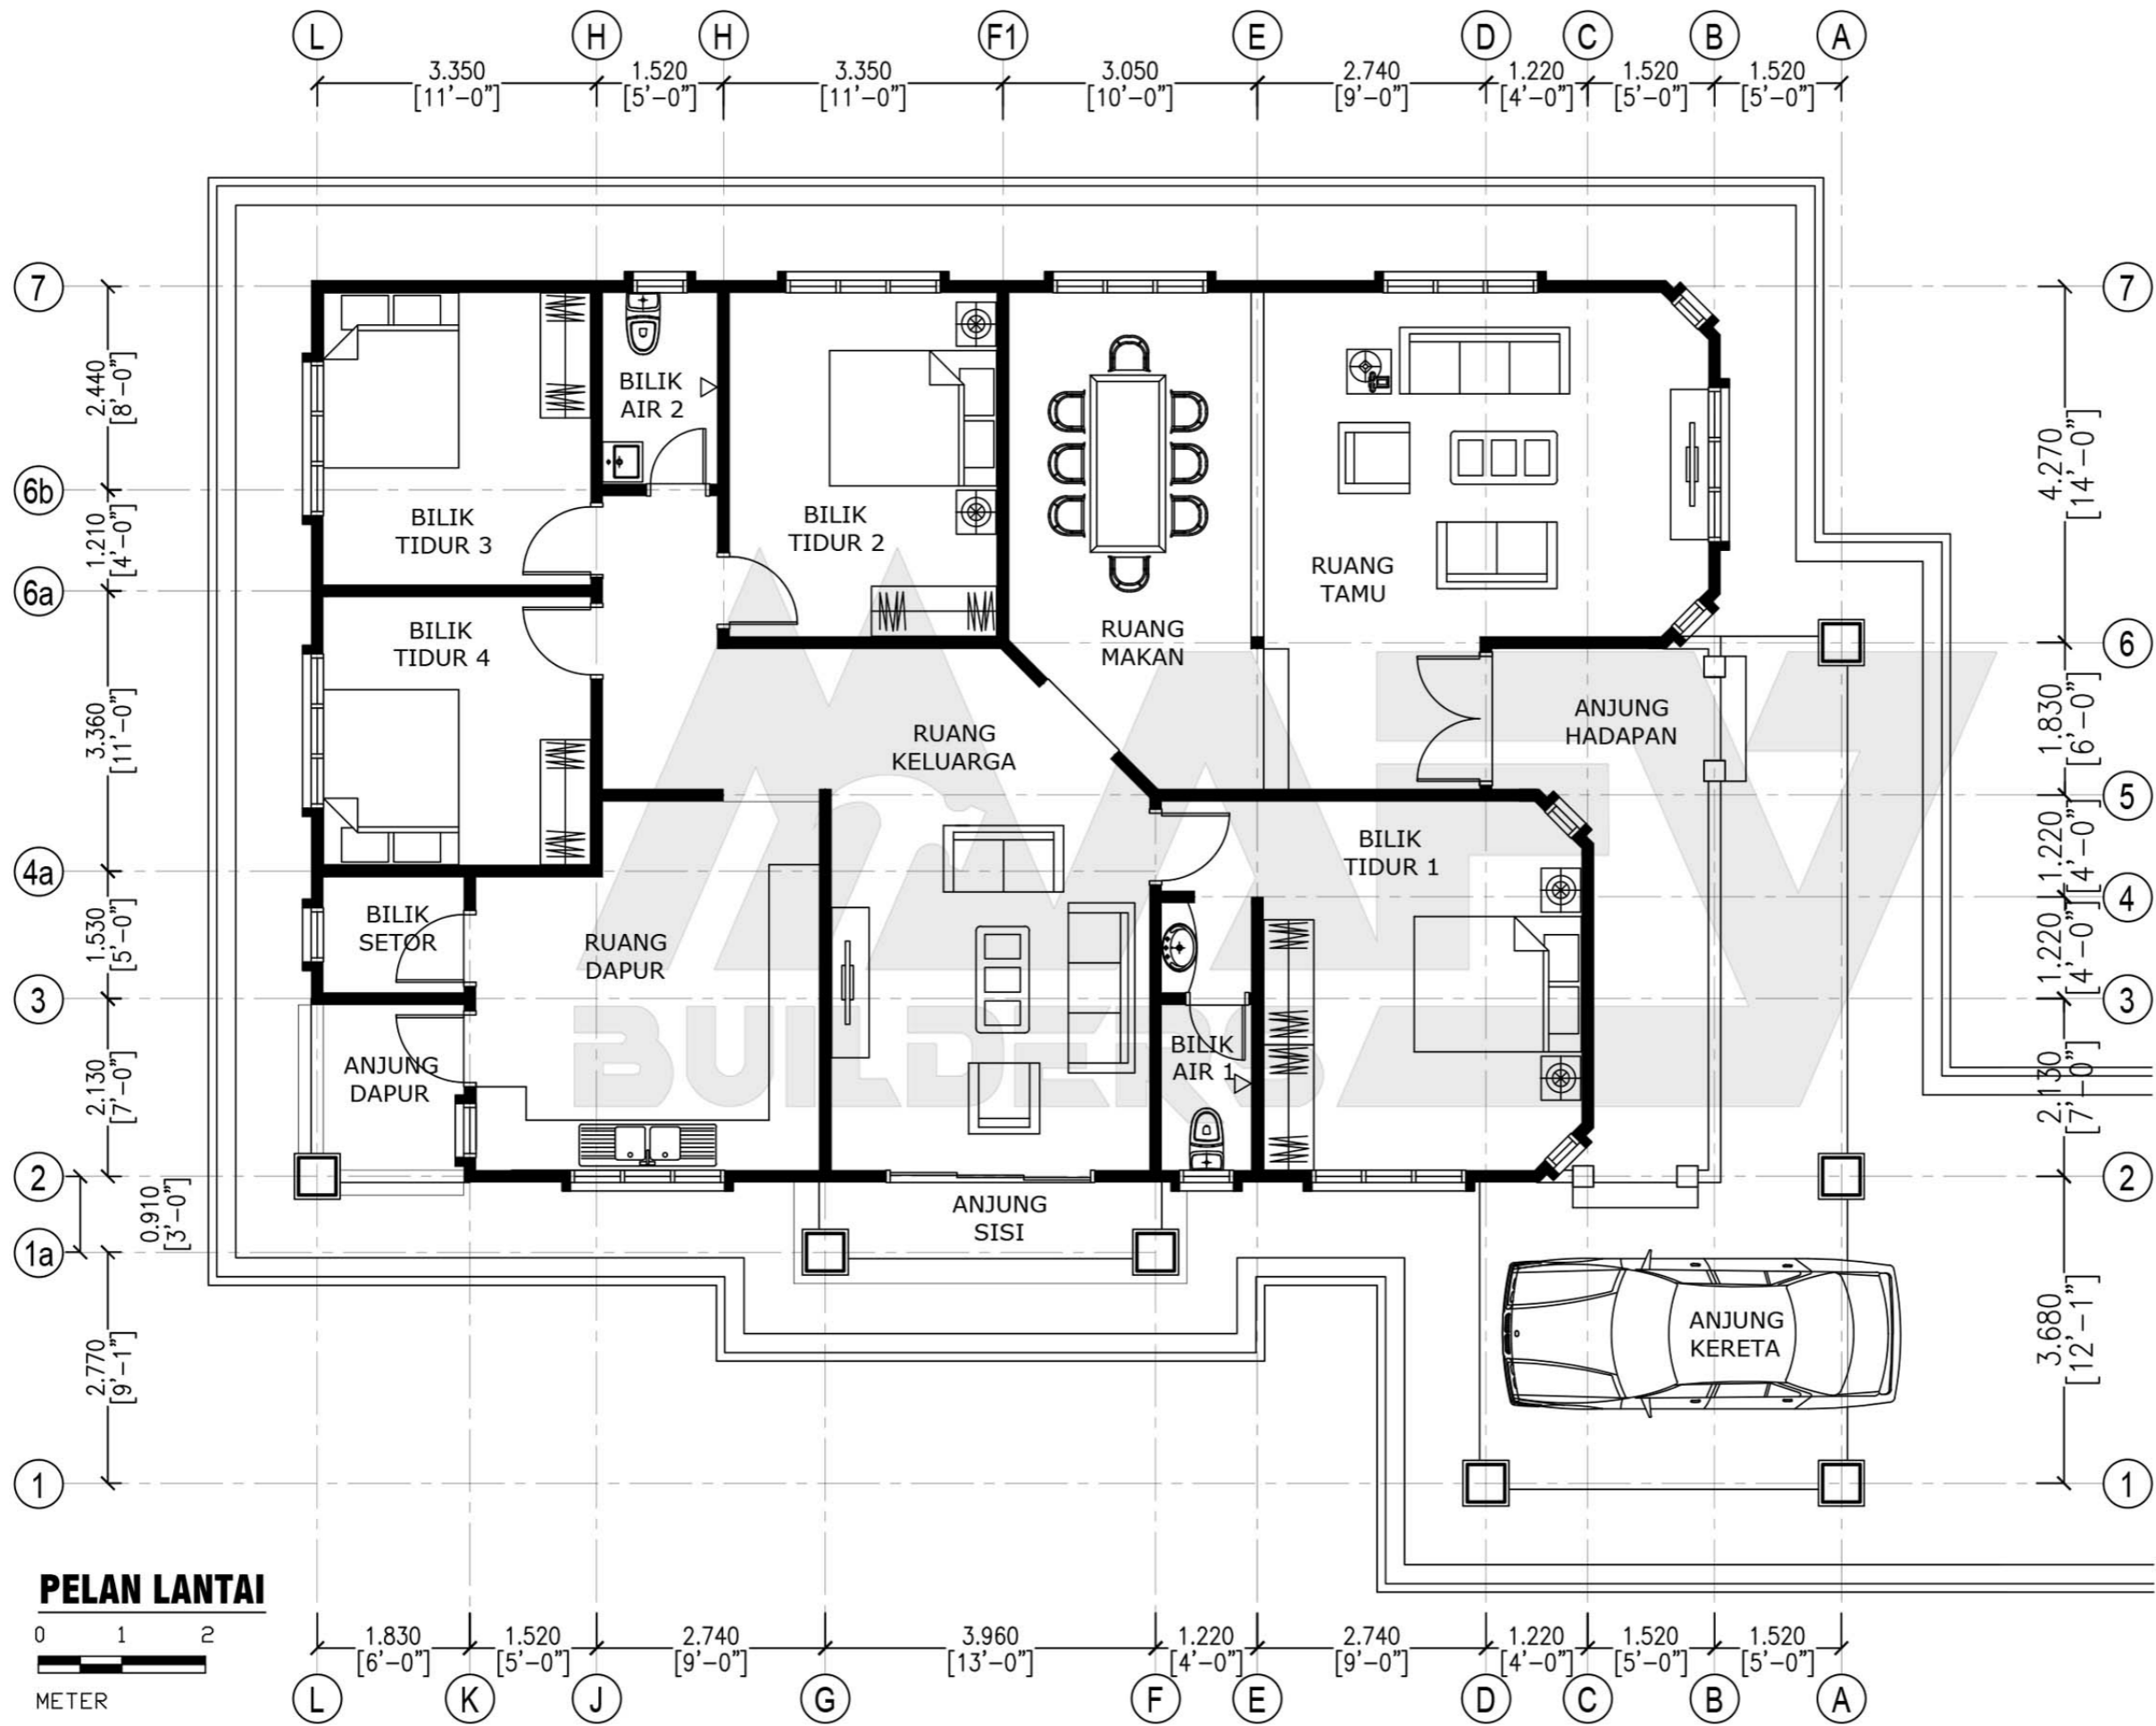 L H H F1 E D C B A
3.350 1.520 3.350 3.050 2.740 1.220 1.520 1.520
[11'-0"] [5'-0"] [11'-0"] [10'-0"] [9'-0"] [4'-0"] [5'-0"] [5'-0"]
7
2.440
[8'-0"]
6b
1.210
[4'-0"]
6a
3.360
[11'-0"]
4a
1.530
[5'-0"]
3
2.130
[7'-0"]
2
0.910
[3'-0"]
1a
2.770
[9'-1"]
1
BILIK
AIR 2
BILIK
TIDUR 3
BILIK
TIDUR 2
RUANG
TAMU
BILIK
TIDUR 4
RUANG
MAKAN
RUANG
KELUARGA
ANJUNG
HADAPAN
BILIK
TIDUR 1
BILIK
SETOR
RUANG
DAPUR
BILIK
AIR 1
ANJUNG
DAPUR
ANJUNG
SISI
ANJUNG
KERETA
BUILDERS
7
4.270
[14'-0"]
6
1.830
[6'-0"]
5
1.220
[4'-0"]
4
1.220
[4'-0"]
3
2.130
[7'-0"]
2
3.680
[12'-1"]
1
PELAN LANTAI
0 1 2
METER
1.830 1.520 2.740 3.960 1.220 2.740 1.220 1.520 1.520
[6'-0"] [5'-0"] [9'-0"] [13'-0"] [4'-0"] [9'-0"] [4'-0"] [5'-0"] [5'-0"]
L K J G F E D C B A